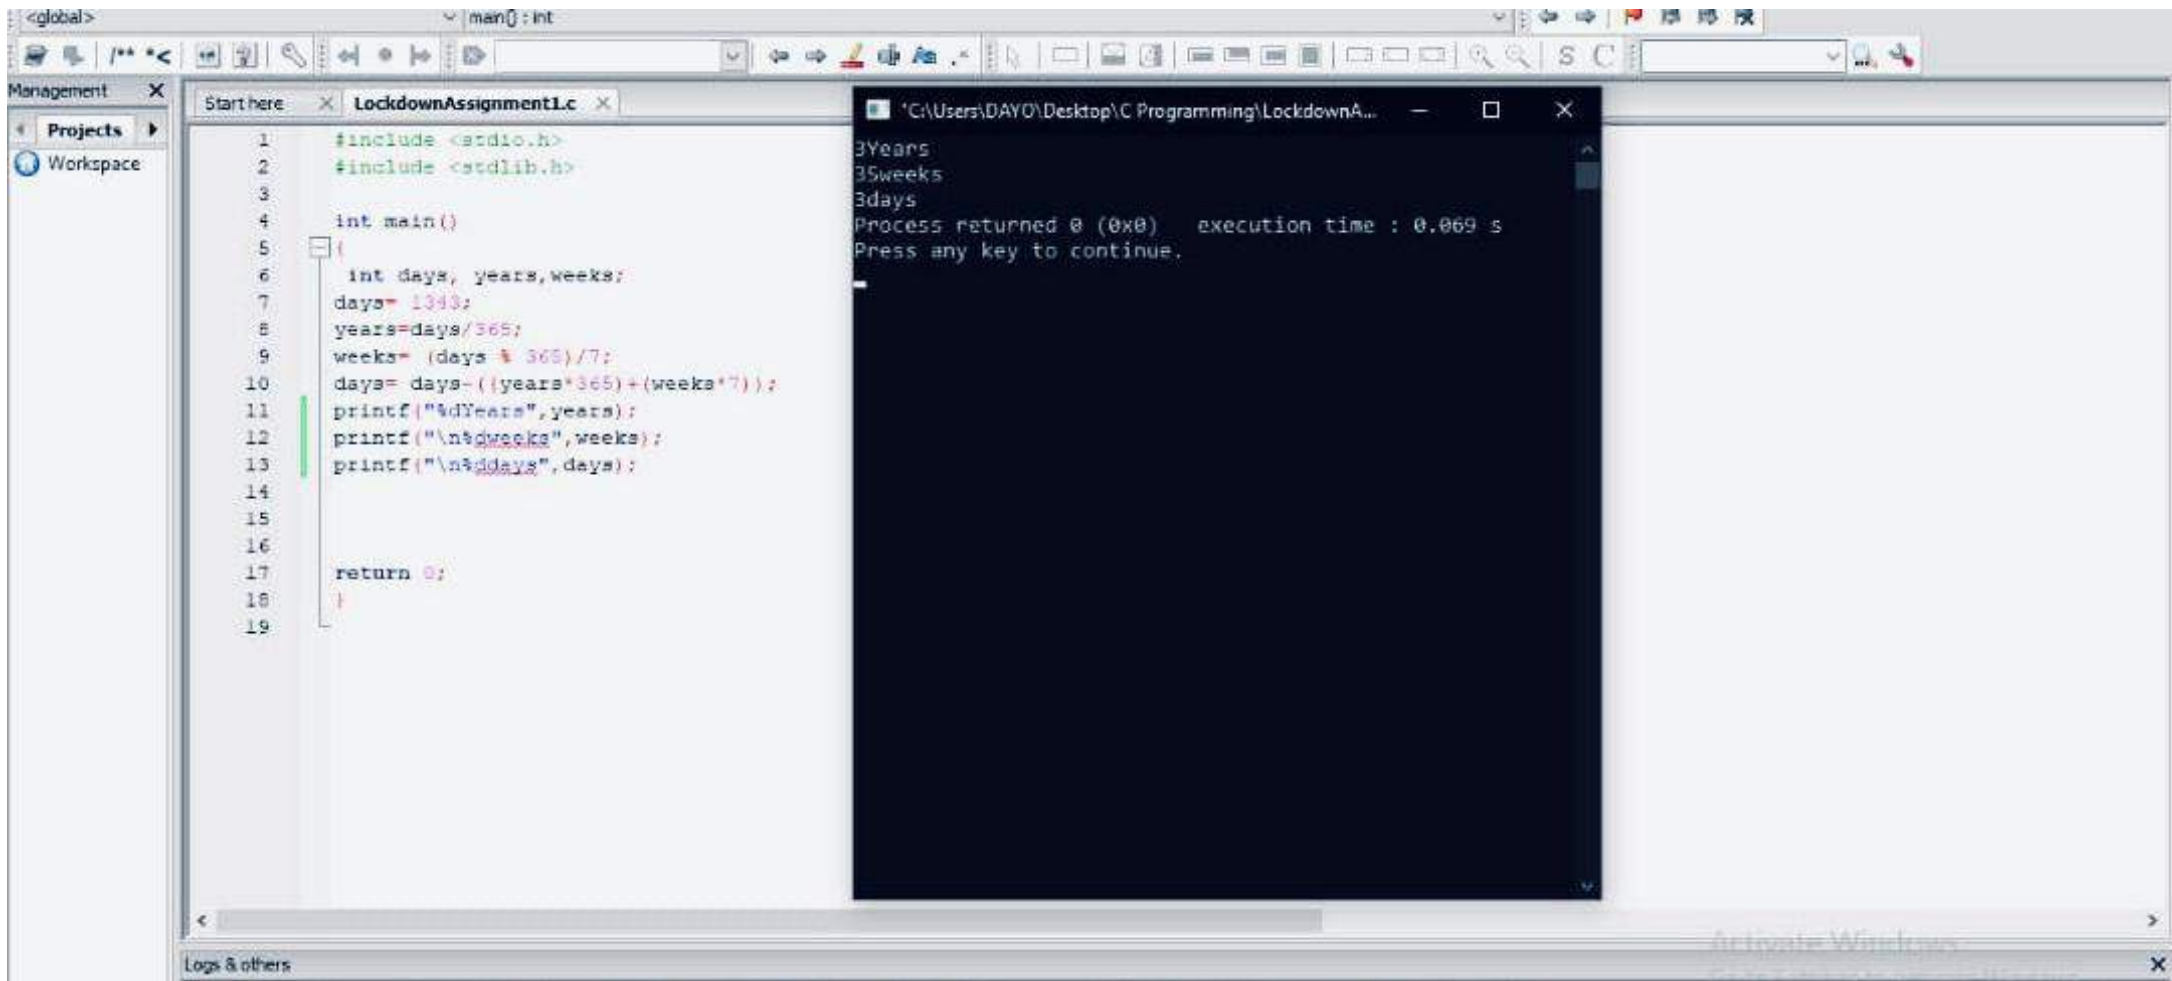 <global>
main() : int
/** *<
S C
Management
Projects
Workspace
Start here
LockdownAssignment1.c
1 #include <stdio.h>
2 #include <stdlib.h>
3
4 int main()
5 {
6 int days, years,weeks;
7 days= 1343;
8 years=days/365;
9 weeks= (days % 365)/7;
10 days= days-((years*365)+(weeks*7));
11 printf("%dYears",years);
12 printf("\n%dweeks",weeks);
13 printf("\n%ddays",days);
14
15
16
17 return 0;
18 }
19
"C:\Users\DAYO\Desktop\C Programming\LockdownA...
3Years
35weeks
3days
Process returned 0 (0x0) execution time : 0.069 s
Press any key to continue.
Activate Windows
Logs & others